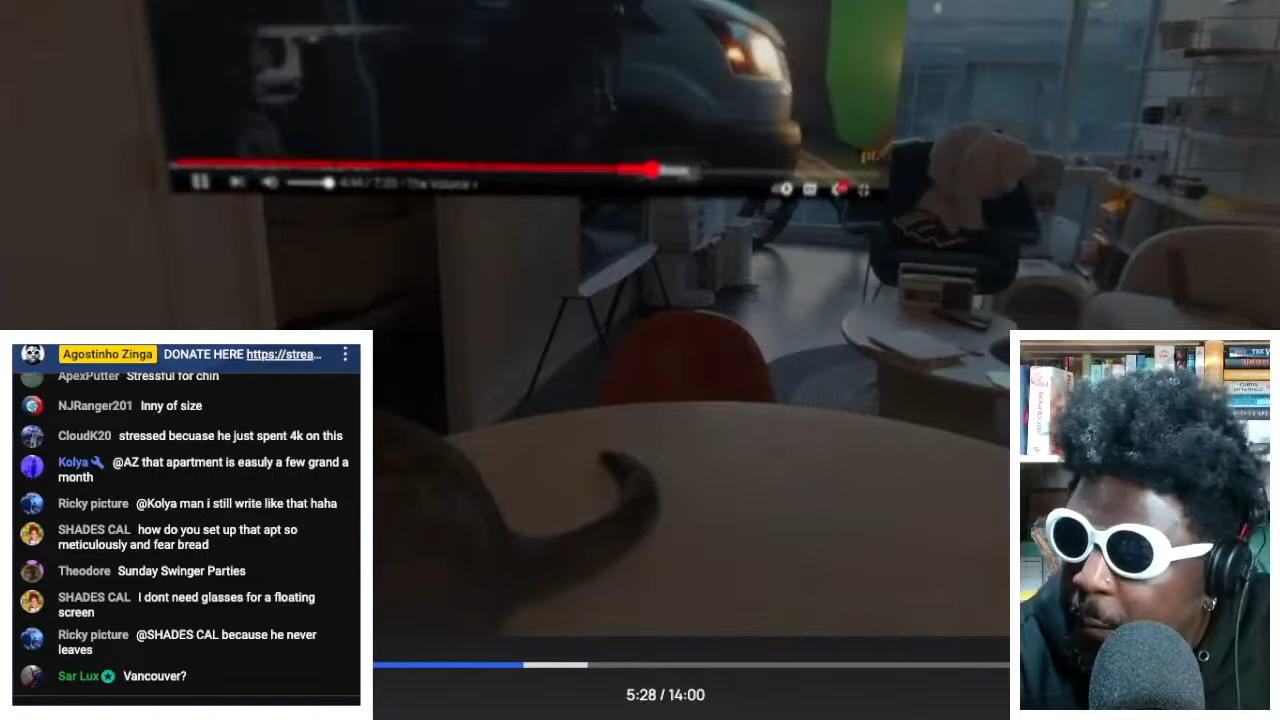 pt.
Agostinho Zinga DONATE HERE https://strea...
ApexPutter Stressful for chin
NJRanger201 Inny of size
CloudK20 stressed becuase he just spent 4k on this
Kolya @AZ that apartment is easuly a few grand a
month
Ricky picture @Kolya man i still write like that haha
SHADES CAL how do you set up that apt so
meticulously and fear bread
Theodore Sunday Swinger Parties
SHADES CAL I dont need glasses for a floating
screen
Ricky picture @SHADES CAL because he never
leaves
Sar Lux Vancouver?
5:28 / 14:00